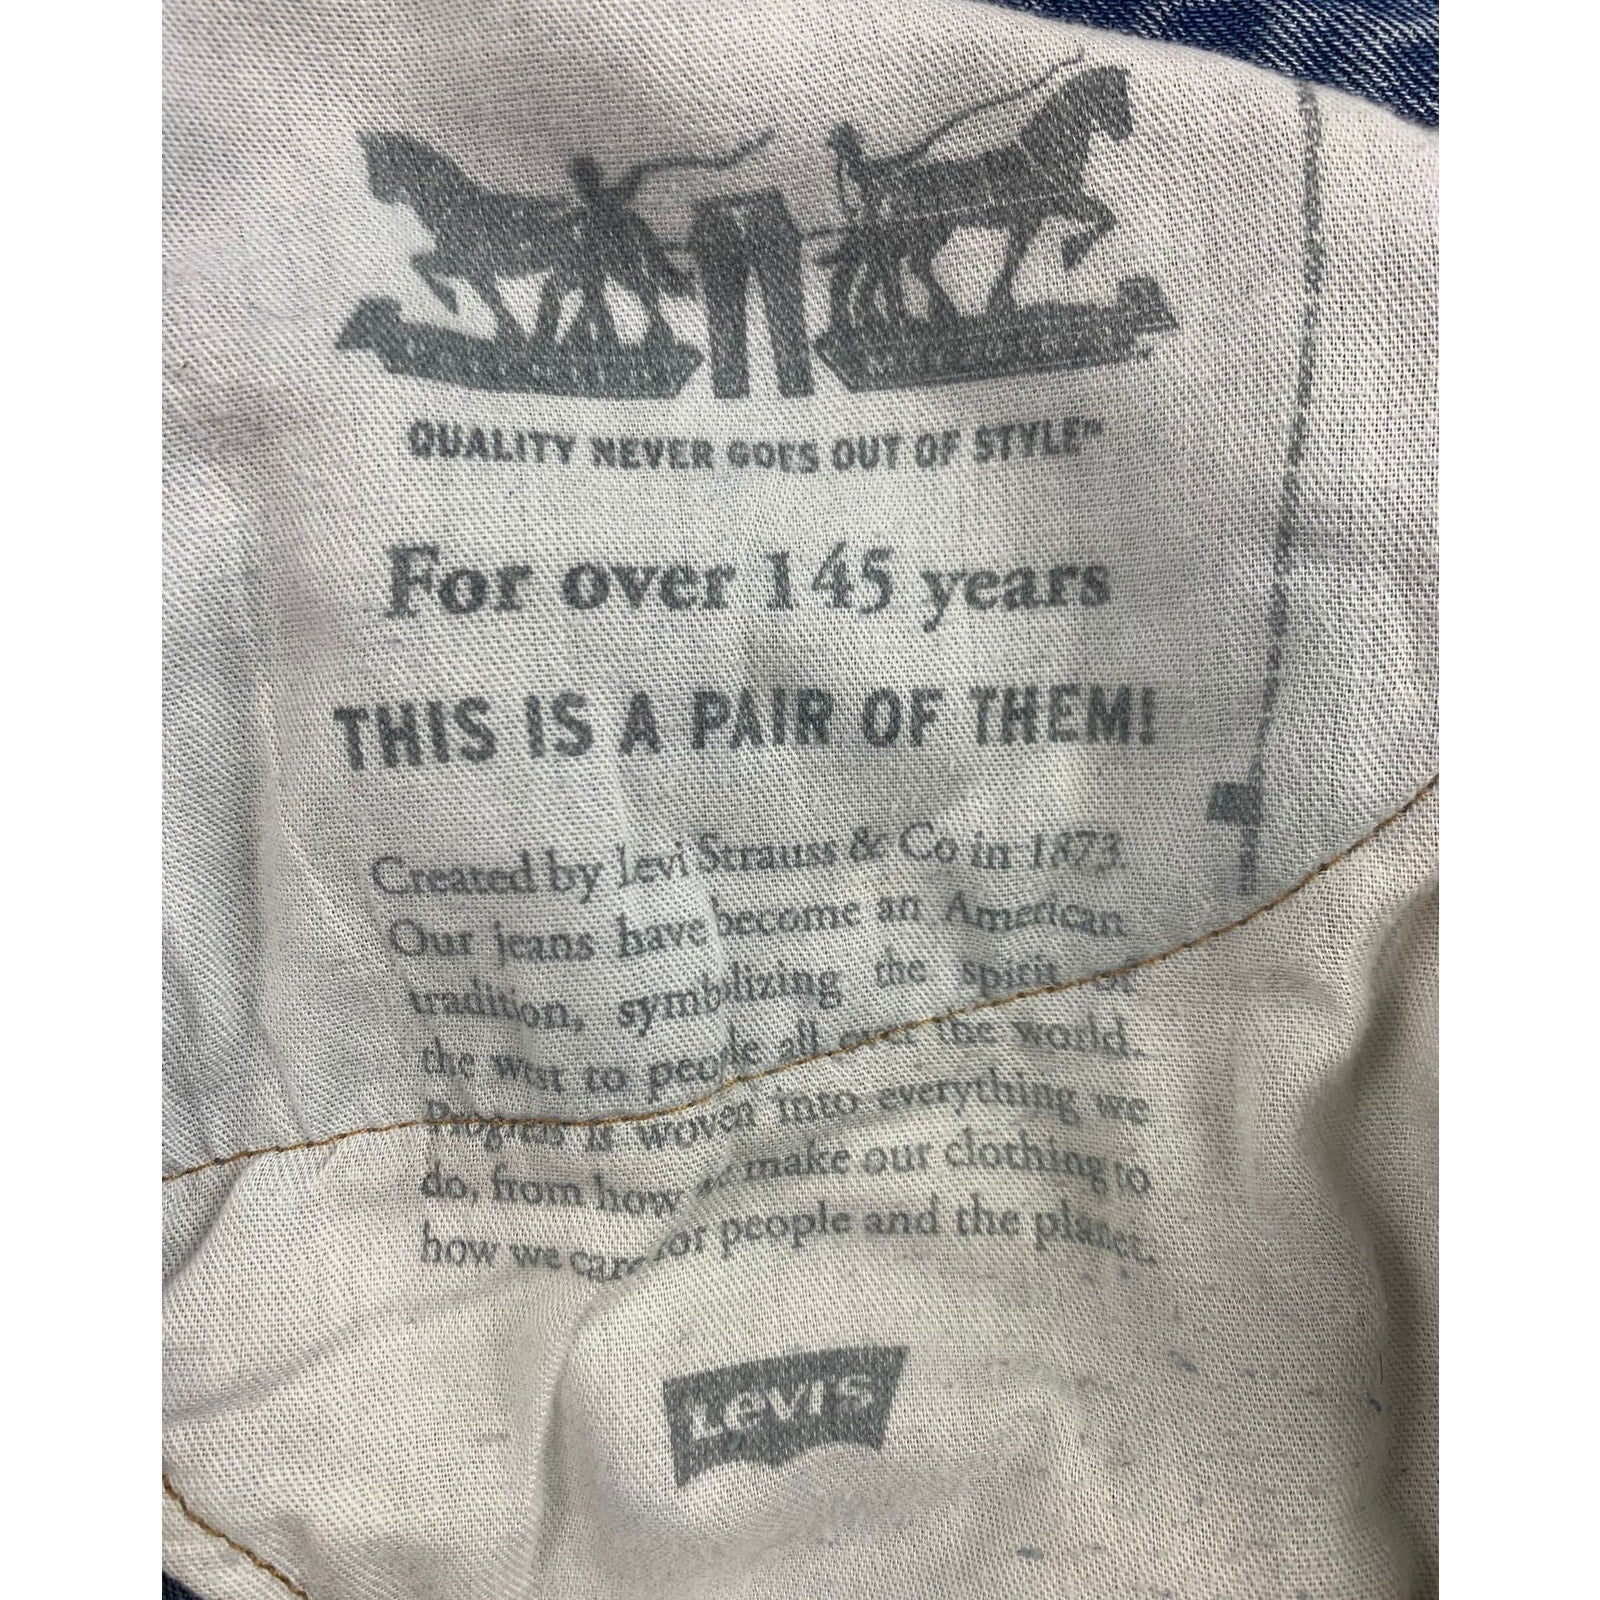 QUALITY NEVER GOES OUT OF STYLE™
For over 145 years
THIS IS A PAIR OF THEM!
Created by Levi Strauss & Co in 1873.
Our jeans have become an American
tradition, symbolizing the spirit of
the west to people all over the world.
Progress is woven into everything we
do, from how we make our clothing to
how we care for people and the planet.
Levi's